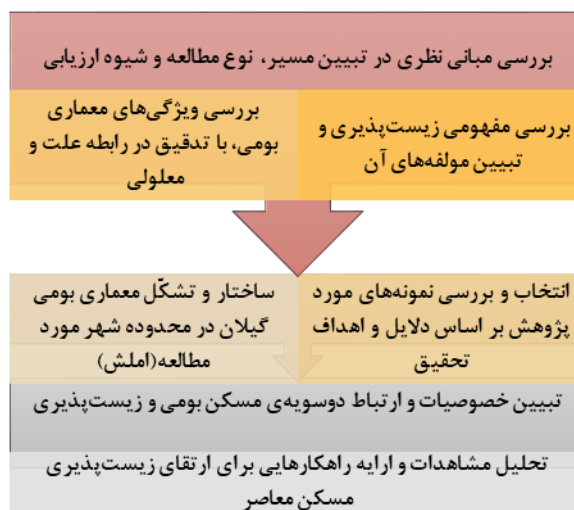 بررسی مبانی نظری در تبیین مسیر، نوع مطالعه و شیوه ارزیابی
بررسی مفهومی زیست‌پذیری و
تبیین مولفه‌های آن
بررسی ویژگی‌های معماری
بومی، با تدقیق در رابطه علت و
معلولی
انتخاب و بررسی نمونه‌های مورد
پژوهش بر اساس دلایل و اهداف
تحقیق
ساختار و تشکّل معماری بومی
گیلان در محدوده شهر مورد
مطالعه(املش)
تبیین خصوصیات و ارتباط دوسویه‌ی مسکن بومی و زیست‌پذیری
تحلیل مشاهدات و ارایه راهکارهایی برای ارتقای زیست‌پذیری
مسکن معاصر